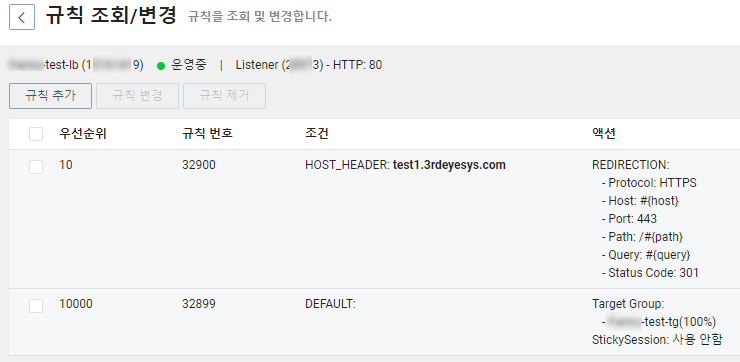 규칙 조회/변경 규칙을 조회 및 변경합니다.
-test-lb (1 9) 운영중 | Listener (2 3) - HTTP: 80
규칙 추가 규칙 변경 규칙 제거
우선순위 규칙 번호 조건 액션
10 32900 HOST_HEADER: test1.3rdeyesys.com REDIRECTION:
- Protocol: HTTPS
- Host: #{host}
- Port: 443
- Path: /#{path}
- Query: #{query}
- Status Code: 301
10000 32899 DEFAULT: Target Group:
- -test-tg(100%)
StickySession: 사용 안함